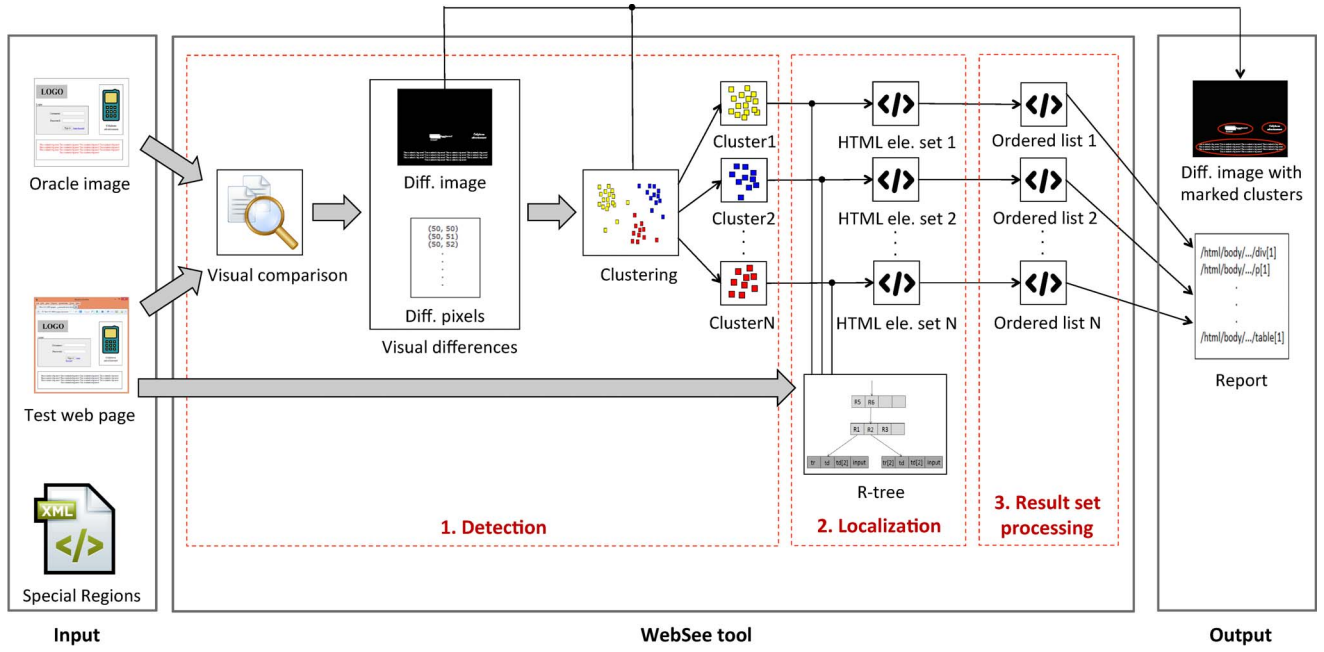 LOGO
Oracle image
LOGO
Test web page
XML
</>
Special Regions
Input
Visual comparison
Diff. image
(50, 50)
(50, 51)
(50, 52)
Diff. pixels
Visual differences
Clustering
Cluster1
Cluster2
ClusterN
1. Detection
</>
HTML ele. set 1
</>
HTML ele. set 2
</>
HTML ele. set N
R5 R6
R1 R2 R3
tr td td[2] input
tr[2] td td[2] input
R-tree
2. Localization
</>
Ordered list 1
</>
Ordered list 2
</>
Ordered list N
3. Result set
processing
WebSee tool
Diff. image with
marked clusters
/html/body/.../div[1]
/html/body/.../p[1]
/html/body/.../table[1]
Report
Output